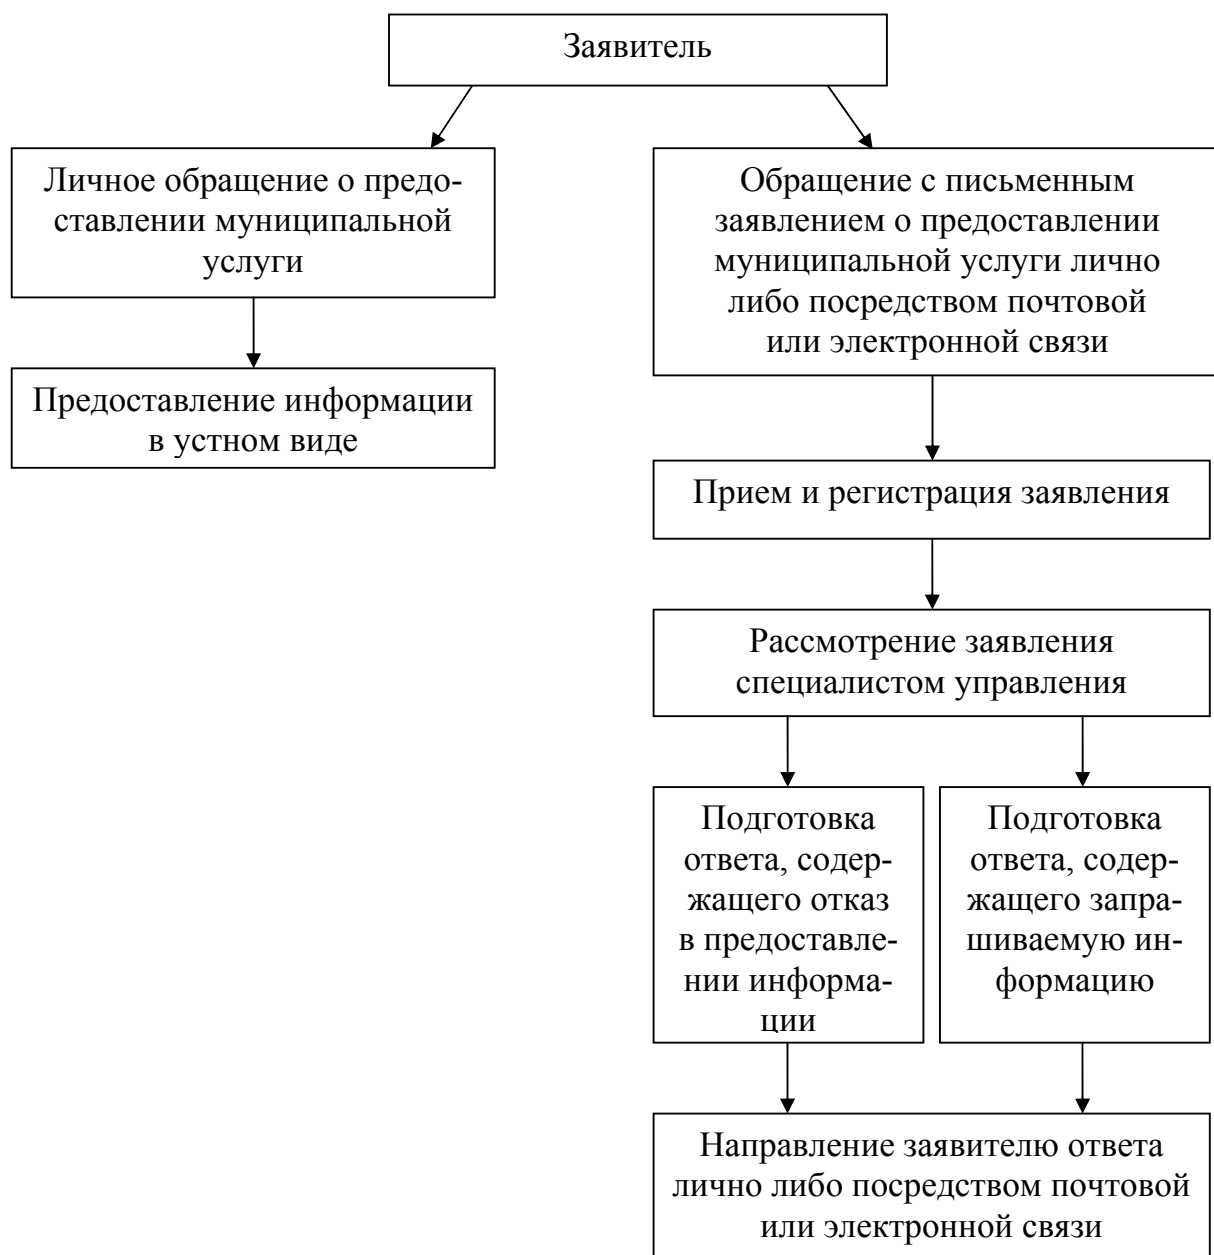 Заявитель
Личное обращение о предо-
ставлении муниципальной
услуги
Предоставление информации
в устном виде
Обращение с письменным
заявлением о предоставлении
муниципальной услуги лично
либо посредством почтовой
или электронной связи
Прием и регистрация заявления
Рассмотрение заявления
специалистом управления
Подготовка
ответа, содер-
жащего отказ
в предоставле-
нии информа-
ции
Подготовка
ответа, содер-
жащего запра-
шиваемую ин-
формацию
Направление заявителю ответа
лично либо посредством почтовой
или электронной связи